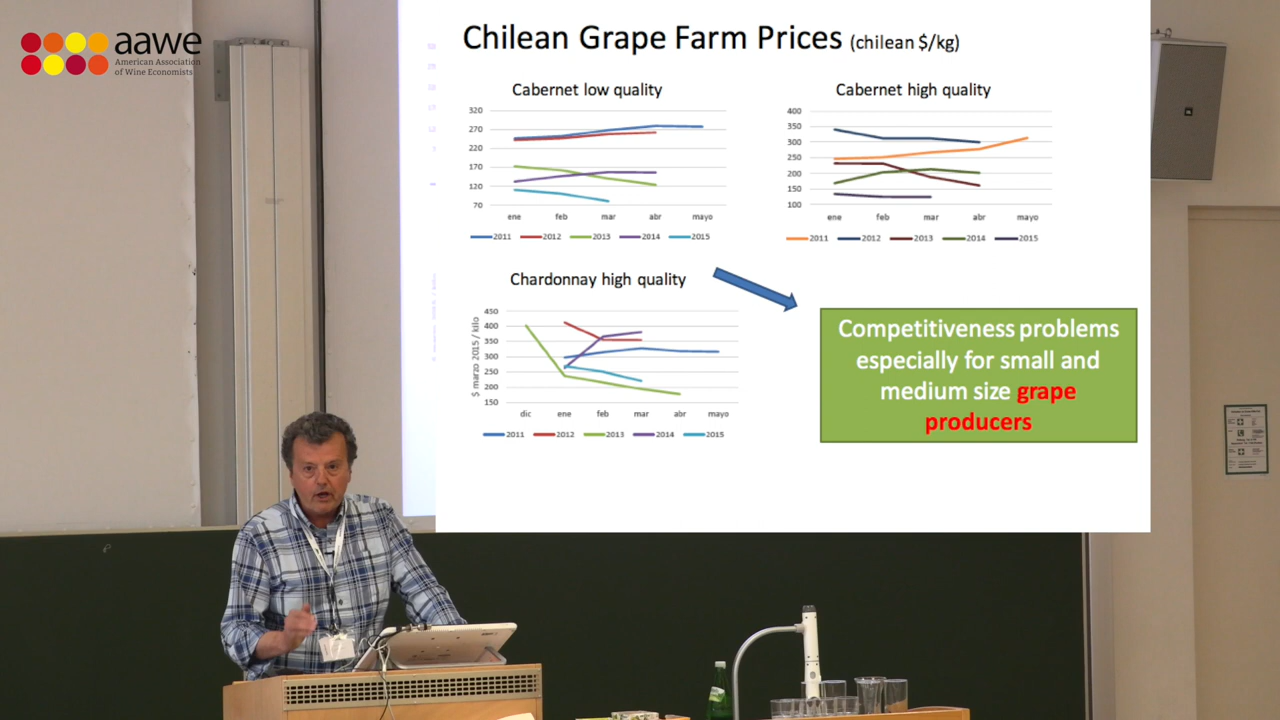 aawe
American Association
of Wine Economists
Chilean Grape Farm Prices (chilean $/kg)
Cabernet low quality
320
270
220
170
120
70
ene feb mar abr mayo
2011 2012 2013 2014 2015
Cabernet high quality
400
350
300
250
200
150
100
ene feb mar abr mayo
2011 2012 2013 2014 2015
Chardonnay high quality
$ marzo 2015 / kilo
450
400
350
300
250
200
150
dic ene feb mar abr mayo
2011 2012 2013 2014 2015
Competitiveness problems
especially for small and
medium size grape
producers